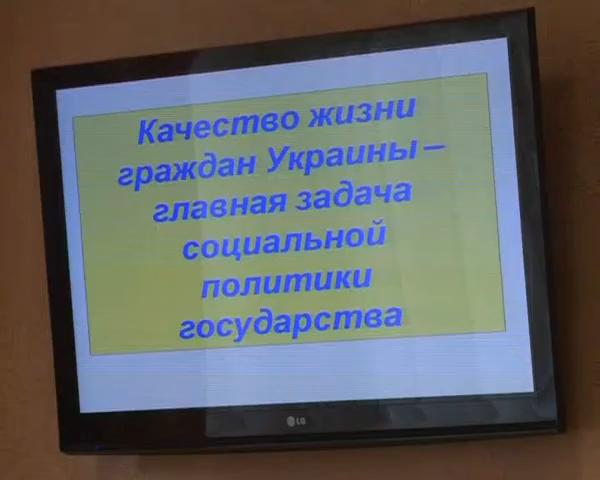 Качество жизни
граждан Украины –
главная задача
социальной
политики
государства
LG